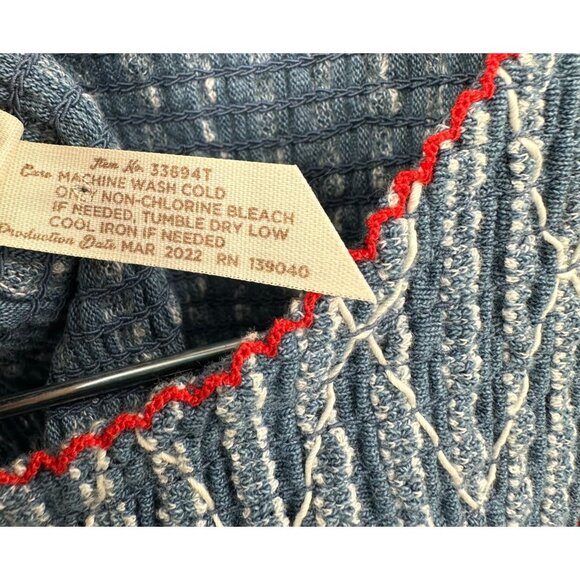 Item No. 33694T
Care MACHINE WASH COLD
ONLY NON-CHLORINE BLEACH
IF NEEDED, TUMBLE DRY LOW
COOL IRON IF NEEDED
Production Date MAR 2022 RN 139040